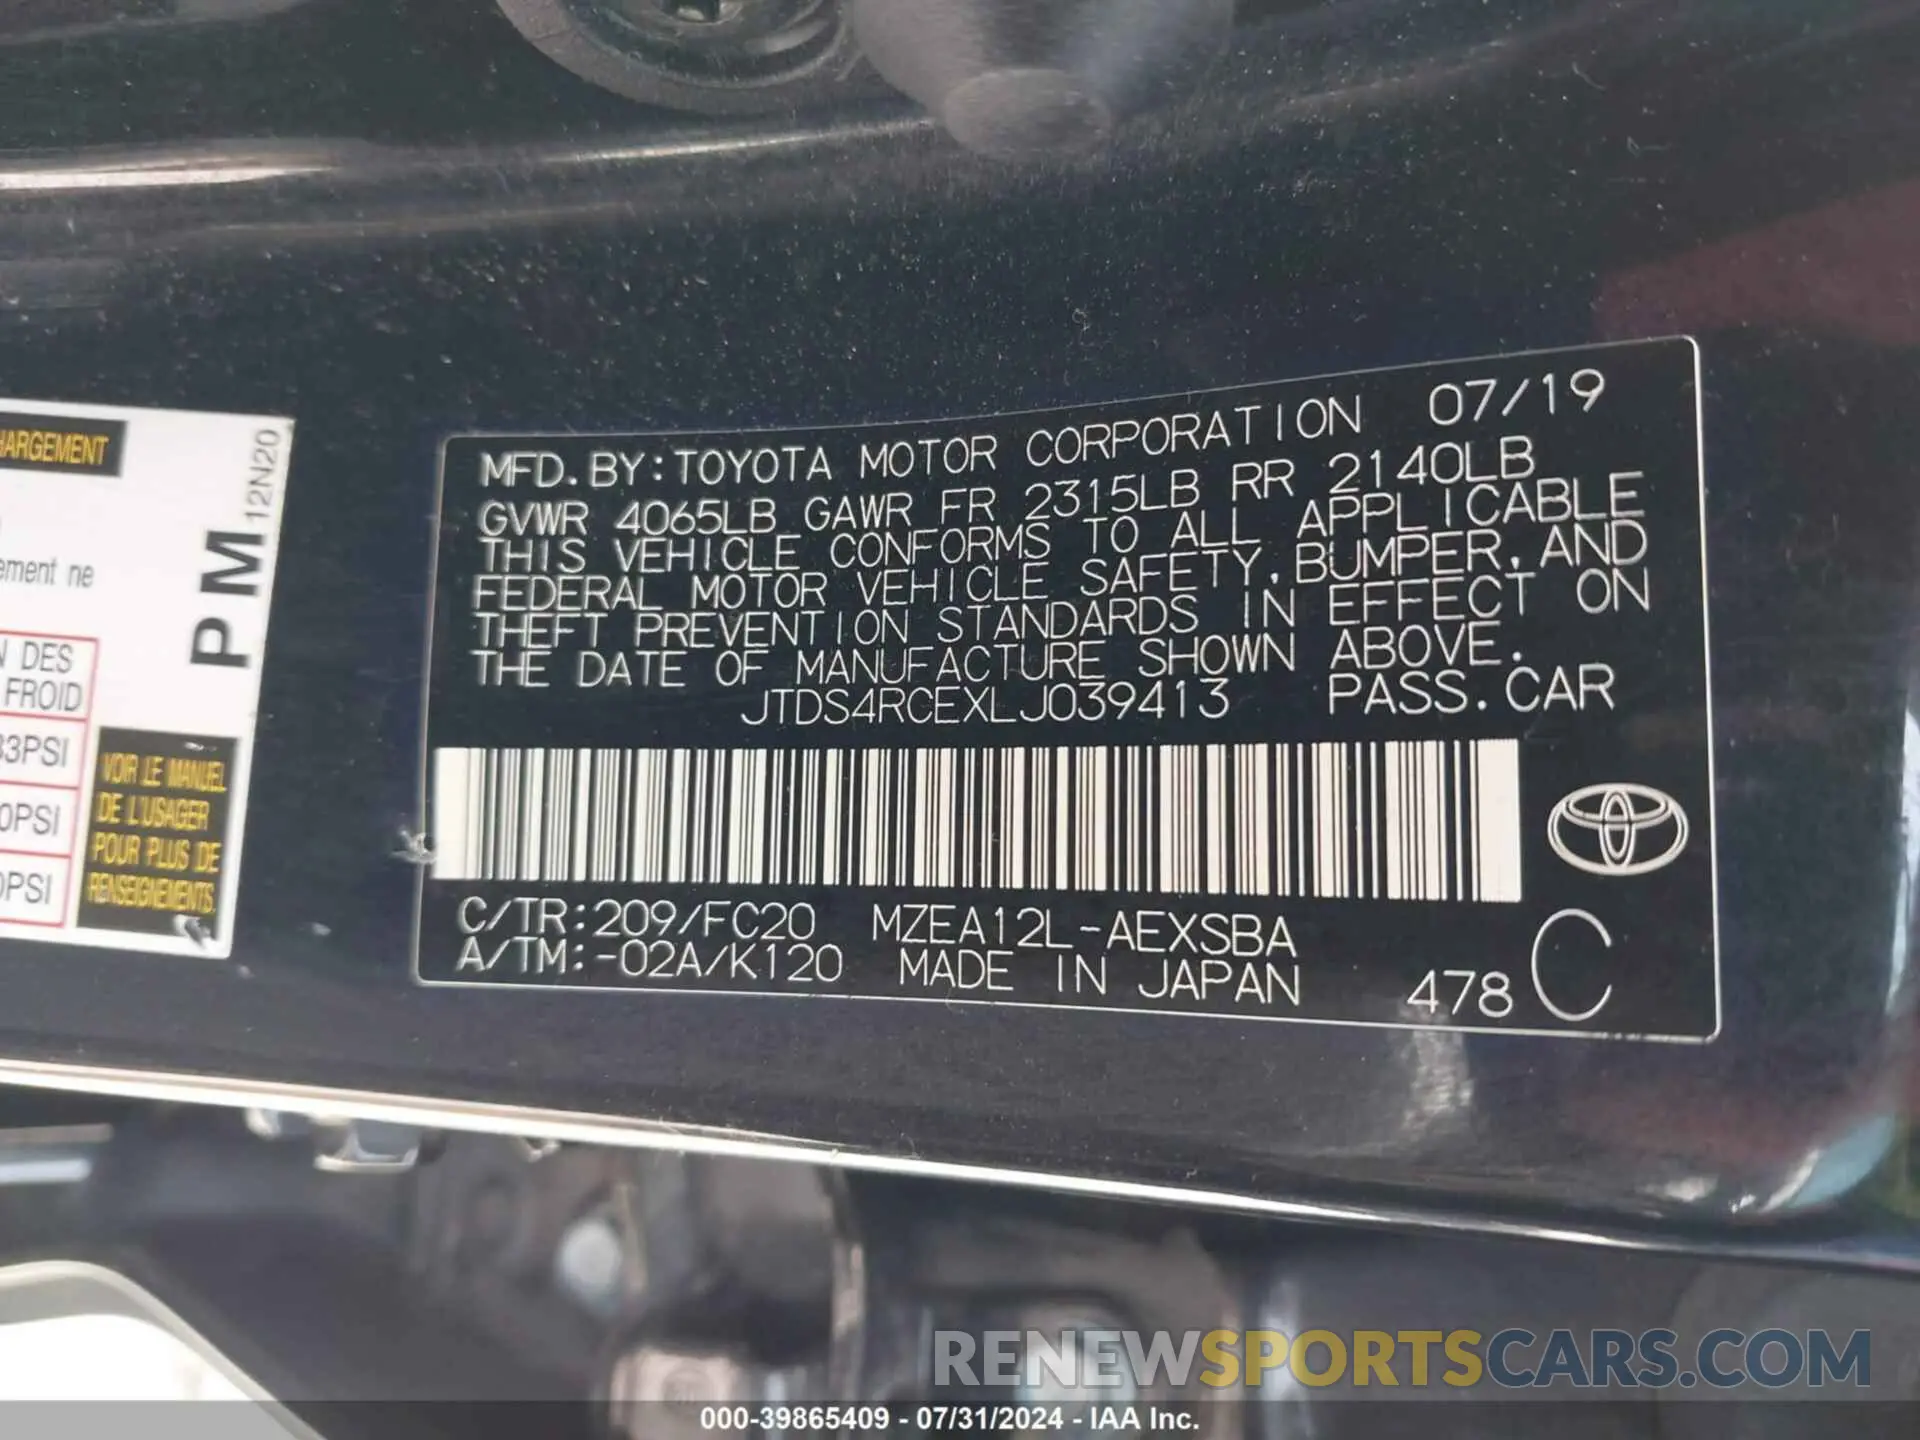 HARGEMENT
ement ne
N DES
FROID
33PSI
0PSI
0PSI
VOIR LE MANUEL
DE L'USAGER
POUR PLUS DE
RENSEIGNEMENTS.
PM
12N20
MFD. BY:TOYOTA MOTOR CORPORATION 07/19
GVWR 4065LB GAWR FR 2315LB RR 2140LB
THIS VEHICLE CONFORMS TO ALL APPLICABLE
FEDERAL MOTOR VEHICLE SAFETY, BUMPER, AND
THEFT PREVENTION STANDARDS IN EFFECT ON
THE DATE OF MANUFACTURE SHOWN ABOVE.
JTDS4RCEXLJ039413 PASS. CAR
C/TR:209/FC20 MZEA12L-AEXSBA
A/TM:-02A/K120 MADE IN JAPAN 478 C
RENEWSPORTSCARS.COM
000-39865409 - 07/31/2024 - IAA Inc.